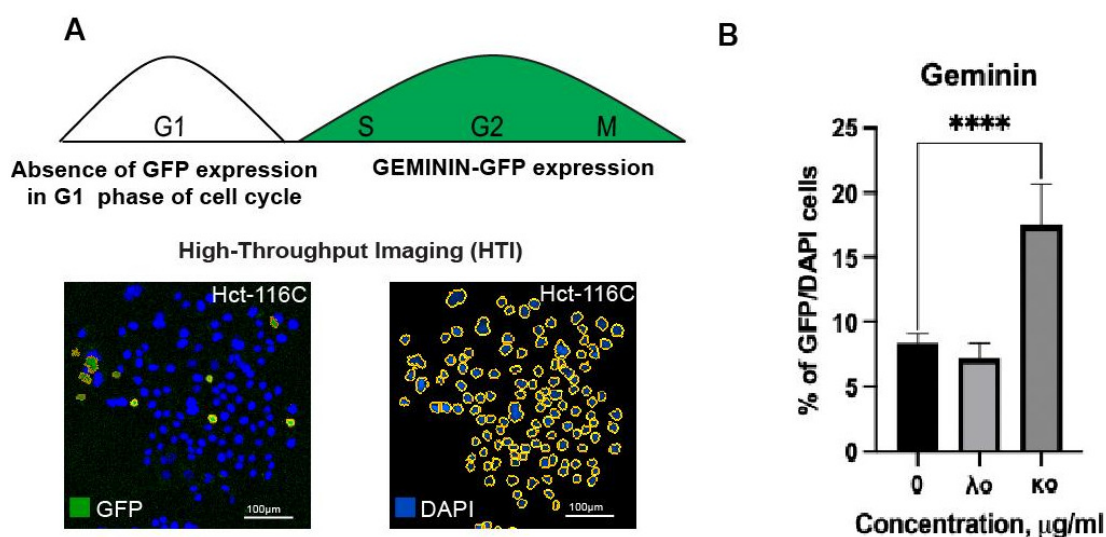 A
G1
S
G2
M
Absence of GFP expression
in G1 phase of cell cycle
GEMININ-GFP expression
High-Throughput Imaging (HTI)
Hct-116C
GFP
100µm
Hct-116C
DAPI
100µm
B
Geminin
****
25
20
15
10
5
0
% of GFP/DAPI cells
0
λο
κο
Concentration, µg/ml